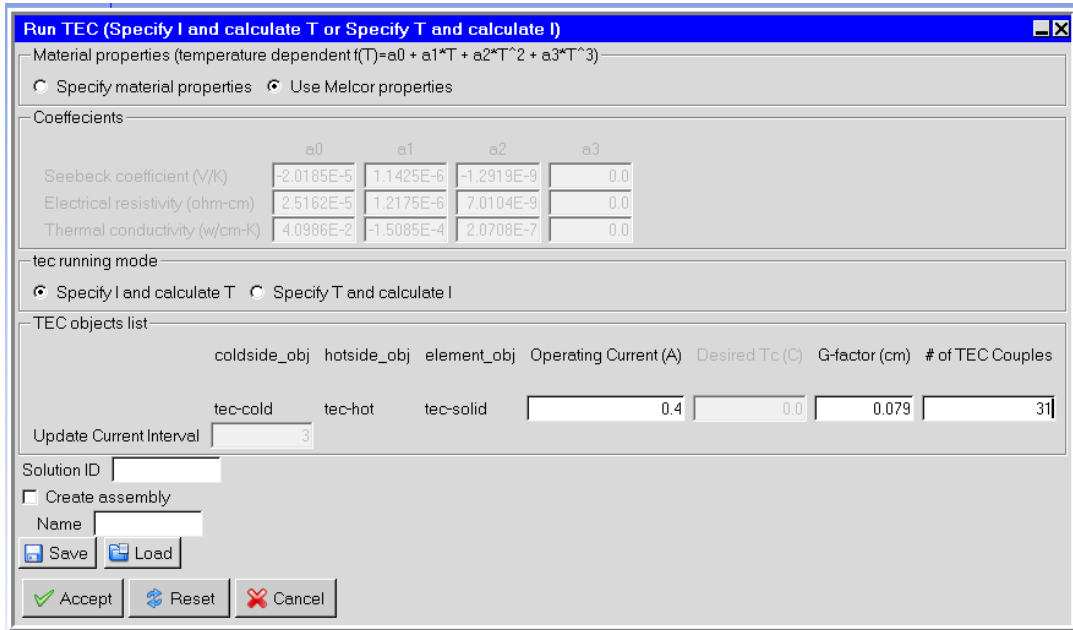 Run TEC (Specify I and calculate T or Specify T and calculate I)
Material properties (temperature dependent f(T)=a0 + a1*T + a2*T^2 + a3*T^3)
Specify material properties Use Melcor properties
Coeffecients
a0 a1 a2 a3
Seebeck coefficient (V/K) -2.0185E-5 1.1425E-6 -1.2919E-9 0.0
Electrical resistivity (ohm-cm) 2.5162E-5 1.2175E-6 7.0104E-9 0.0
Thermal conductivity (w/cm-K) 4.0986E-2 -1.5085E-4 2.0708E-7 0.0
tec running mode
Specify I and calculate T Specify T and calculate I
TEC objects list
coldside_obj hotside_obj element_obj Operating Current (A) Desired Tc (C) G-factor (cm) # of TEC Couples
tec-cold tec-hot tec-solid 0.4 0.0 0.079 31
Update Current Interval 3
Solution ID
Create assembly
Name
Save Load
Accept Reset Cancel